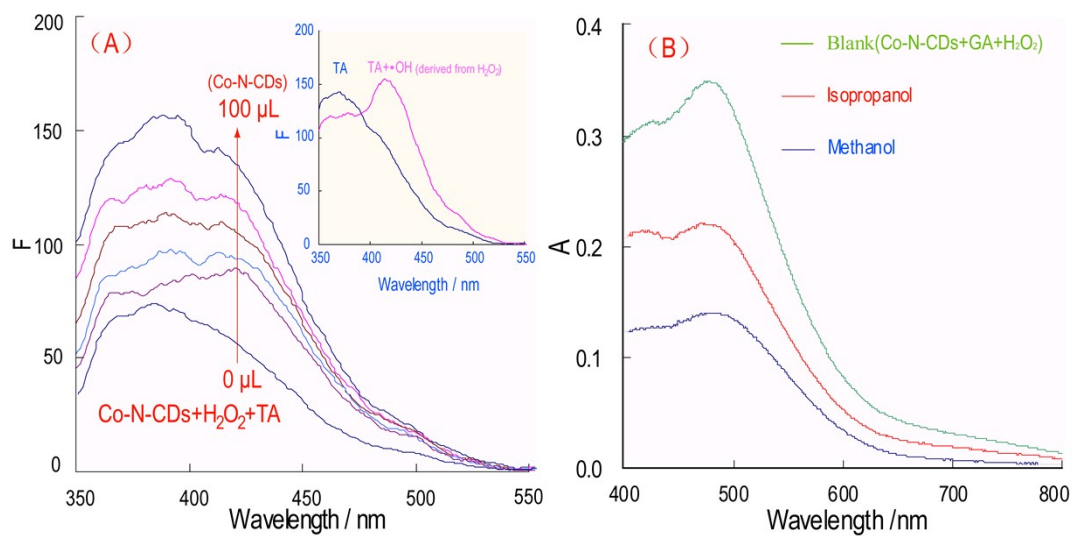 (A)
200
150
100
50
0
F
(Co-N-CDs)
100 μL
0 μL
Co-N-CDs+H₂O₂+TA
350
400
450
500
550
Wavelength / nm
200
150
100
50
0
F
TA
TA+•OH (derived from H₂O₂)
350
400
450
500
550
Wavelength / nm
(B)
0.4
0.3
0.2
0.1
0.0
A
Blank(Co-N-CDs+GA+H₂O₂)
Isopropanol
Methanol
400
500
600
700
800
Wavelength /nm